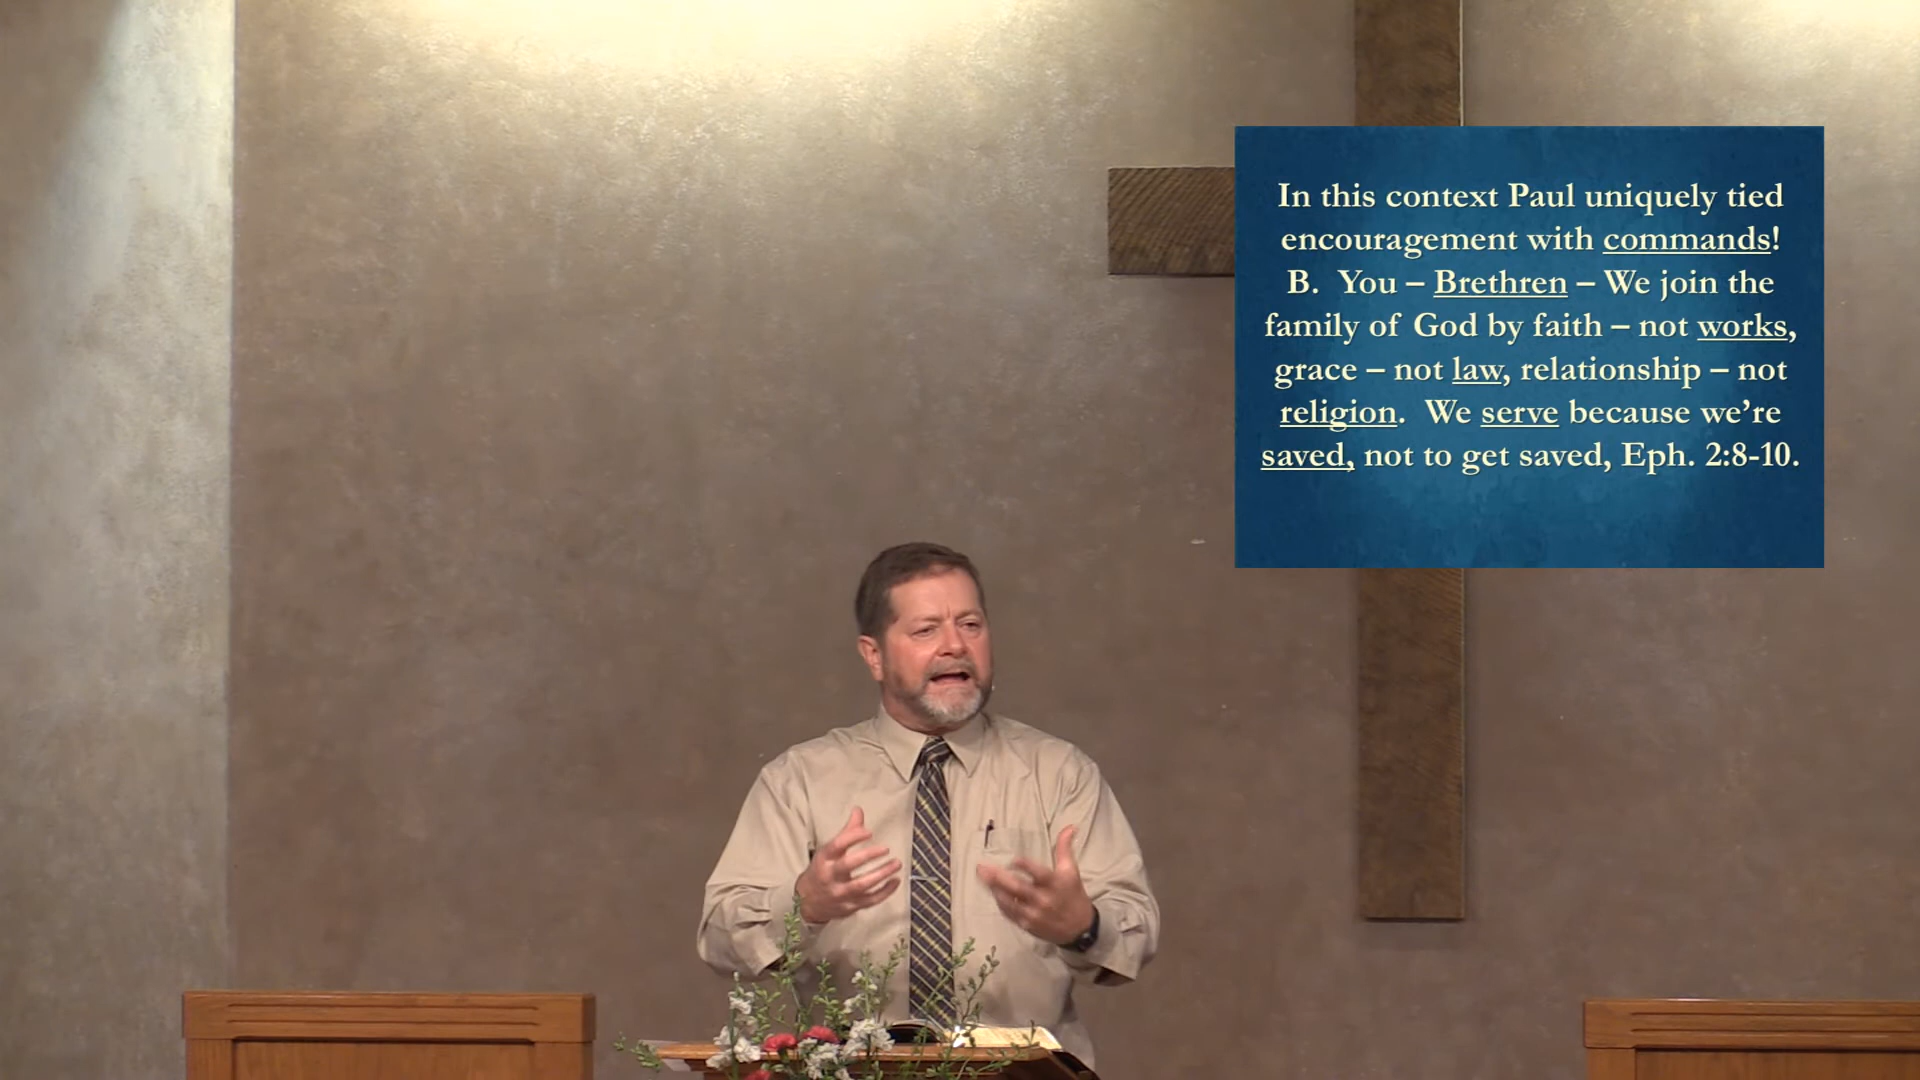 In this context Paul uniquely tied
encouragement with commands!
B.  You – Brethren – We join the
family of God by faith – not works,
grace – not law, relationship – not
religion.  We serve because we’re
saved, not to get saved, Eph. 2:8-10.